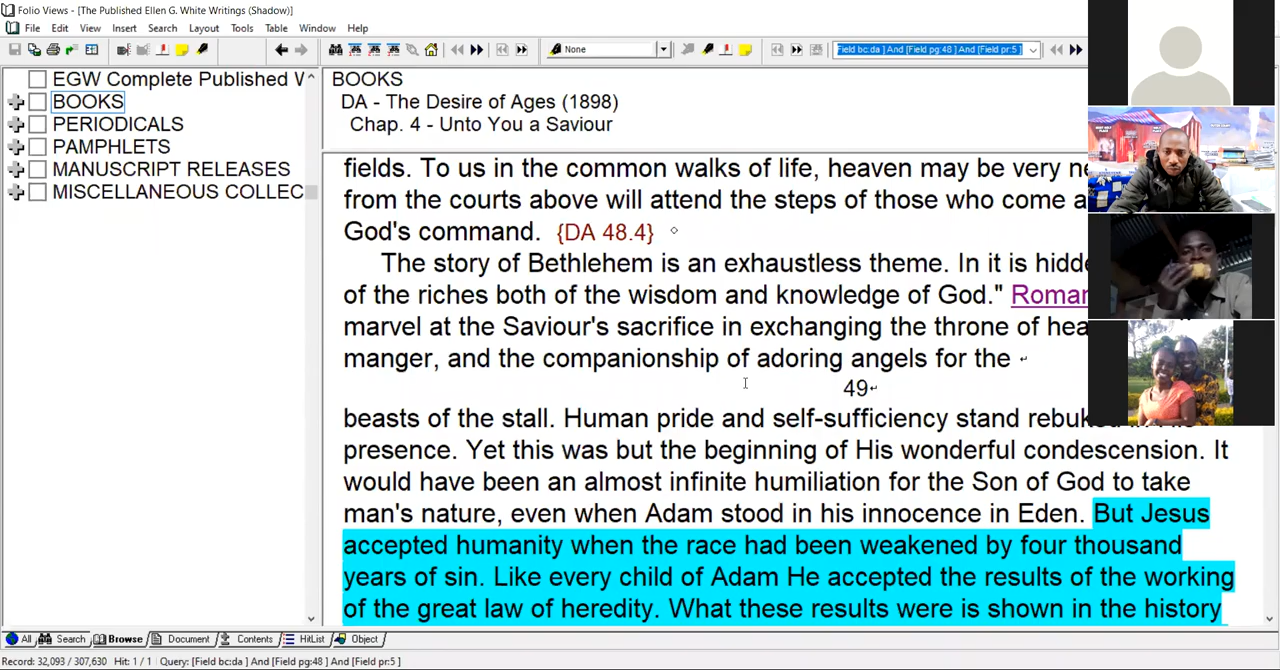 Folio Views - [The Published Ellen G. White Writings (Shadow)]
File Edit View Insert Search Layout Tools Table Window Help
None
Field bc:da ] And [Field pg:48 ] And [Field pr:5 ]
EGW Complete Published W
BOOKS
PERIODICALS
PAMPHLETS
MANUSCRIPT RELEASES
MISCELLANEOUS COLLEC
BOOKS
DA - The Desire of Ages (1898)
Chap. 4 - Unto You a Saviour
fields. To us in the common walks of life, heaven may be very
from the courts above will attend the steps of those who come
God's command. {DA 48.4}
The story of Bethlehem is an exhaustless theme. In it is
of the riches both of the wisdom and knowledge of God."
marvel at the Saviour's sacrifice in exchanging the throne of
manger, and the companionship of adoring angels for the
49
beasts of the stall. Human pride and self-sufficiency stand
presence. Yet this was but the beginning of His wonderful condescension. It
would have been an almost infinite humiliation for the Son of God to take
man's nature, even when Adam stood in his innocence in Eden. But Jesus
accepted humanity when the race had been weakened by four thousand
years of sin. Like every child of Adam He accepted the results of the working
of the great law of heredity. What these results were is shown in the history
All Search Browse Document Contents HitList Object
Record: 32,093 / 307,630 Hit: 1 / 1 Query: [Field bc:da ] And [Field pg:48 ] And [Field pr:5 ]